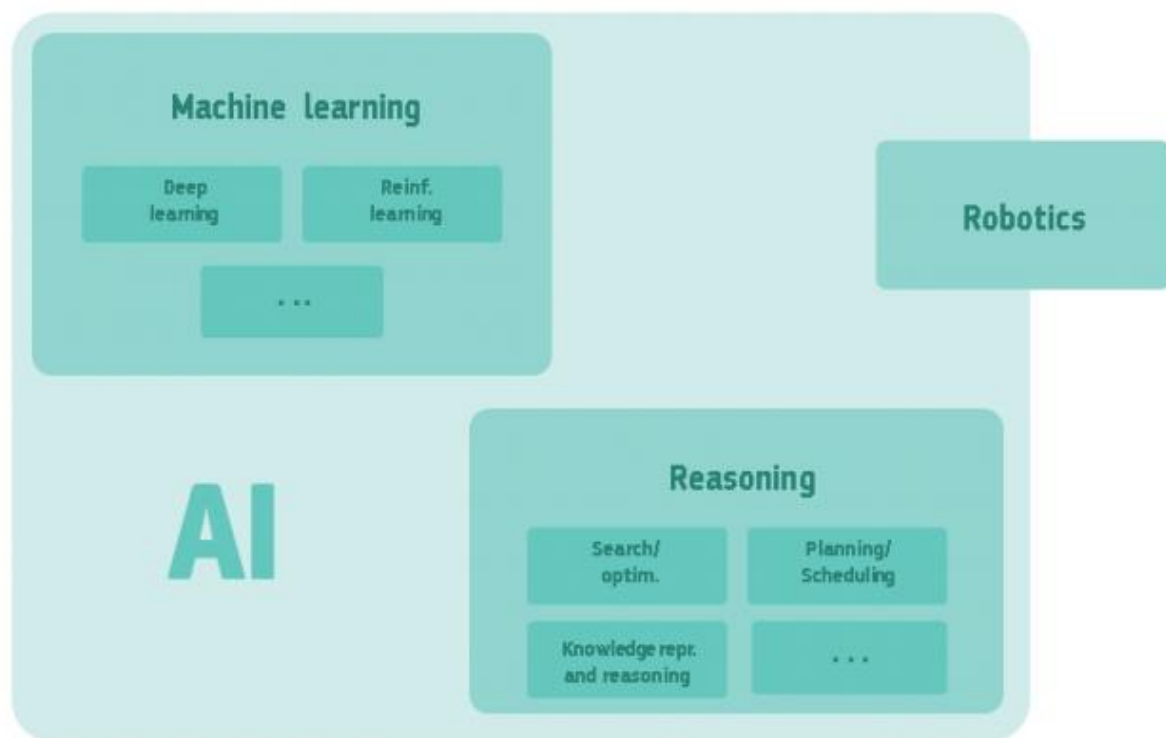 Machine learning
Deep
learning
Reinf.
learning
...
Robotics
AI
Reasoning
Search/
optim.
Planning/
Scheduling
Knowledge repr.
and reasoning
...